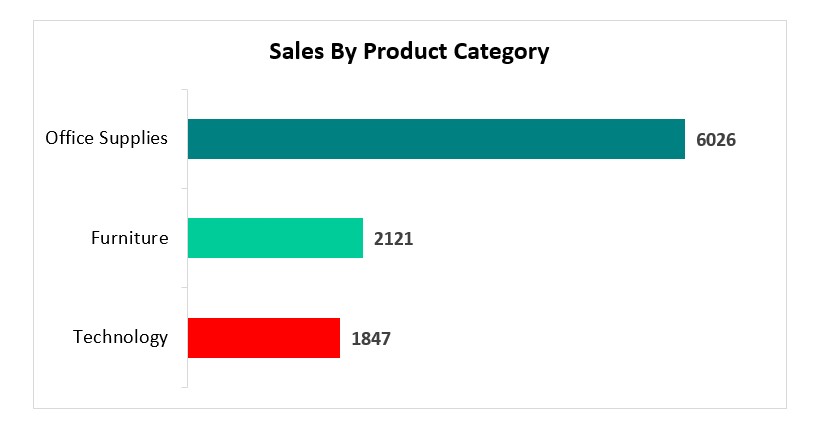 Sales By Product Category
Office Supplies 6026
Furniture 2121
Technology 1847